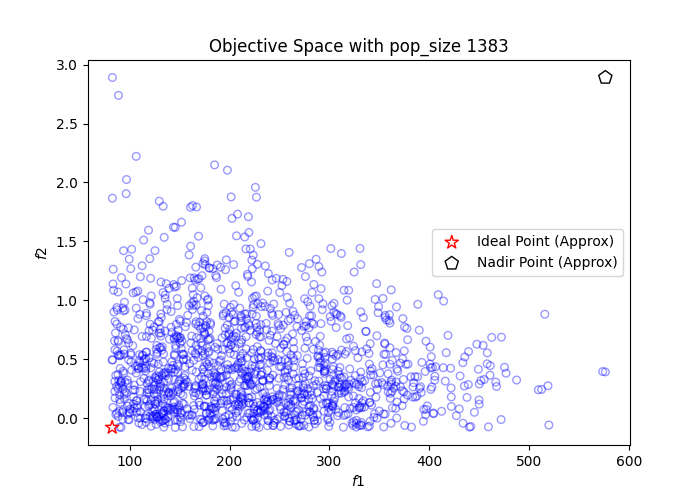 Objective Space with pop_size 1383
3.0
2.5
2.0
1.5
1.0
0.5
0.0
f2
Ideal Point (Approx)
Nadir Point (Approx)
100 200 300 400 500 600
f1